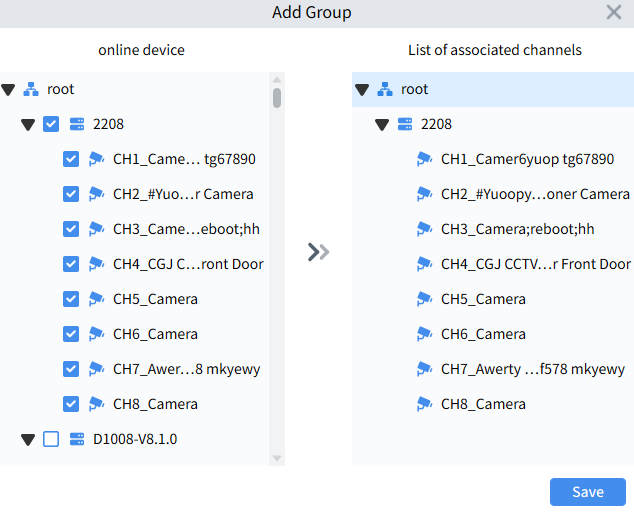 Add Group
online device
List of associated channels
root
2208
CH1_Came... tg67890
CH2_#Yuo...r Camera
CH3_Came...eboot;hh
CH4_CGJ C...ront Door
CH5_Camera
CH6_Camera
CH7_Awer...8 mkyewy
CH8_Camera
D1008-V8.1.0
root
2208
CH1_Camer6yuop tg67890
CH2_#Yuoopy...oner Camera
CH3_Camera;reboot;hh
CH4_CGJ CCTV...r Front Door
CH5_Camera
CH6_Camera
CH7_Awerty ...f578 mkyewy
CH8_Camera
Save